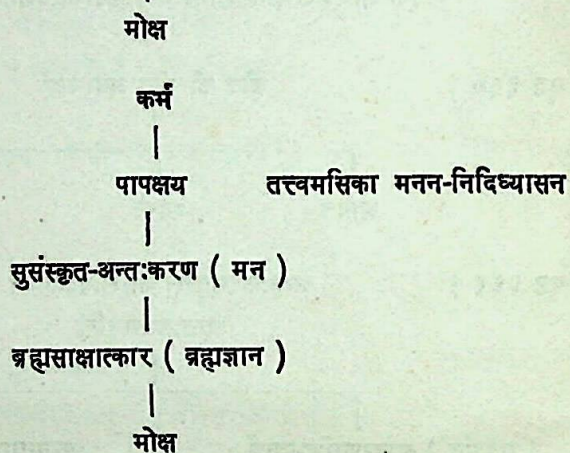 मोक्ष
कर्म
पापक्षय तत्त्वमसिका मनन-निदिध्यासन
सुसंस्कृत-अन्तःकरण ( मन )
ब्रह्मसाक्षात्कार ( ब्रह्मज्ञान )
मोक्ष